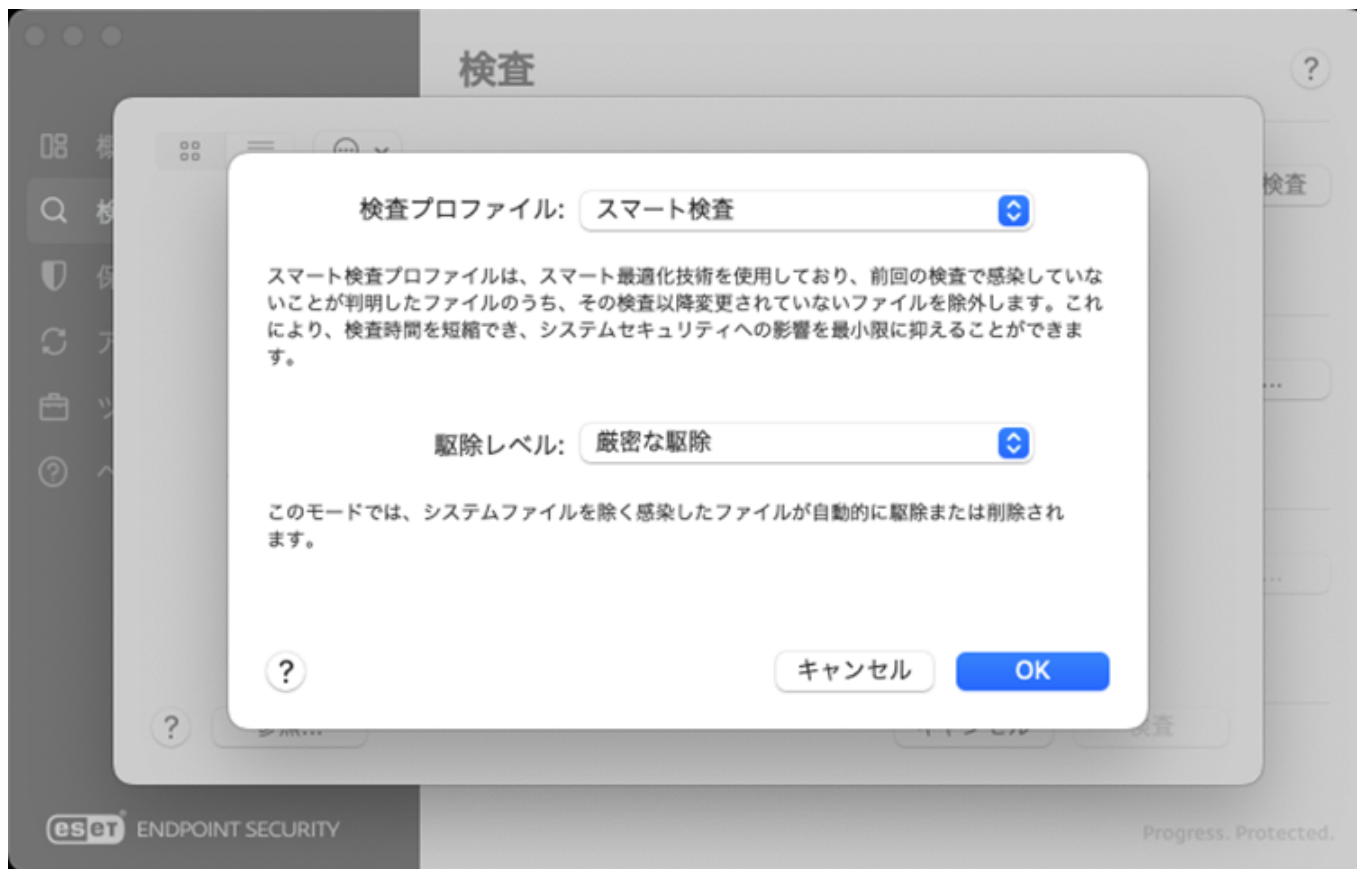 検査
?
検査プロファイル: スマート検査
スマート検査プロファイルは、スマート最適化技術を使用しており、前回の検査で感染していな
いことが判明したファイルのうち、その検査以降変更されていないファイルを除外します。これ
により、検査時間を短縮でき、システムセキュリティへの影響を最小限に抑えることができま
す。
駆除レベル: 厳密な駆除
このモードでは、システムファイルを除く感染したファイルが自動的に駆除または削除され
ます。
? キャンセル OK
検査
...
...
ア
ツ
ヘ
?
? 検査
eset ENDPOINT SECURITY
Progress. Protected.